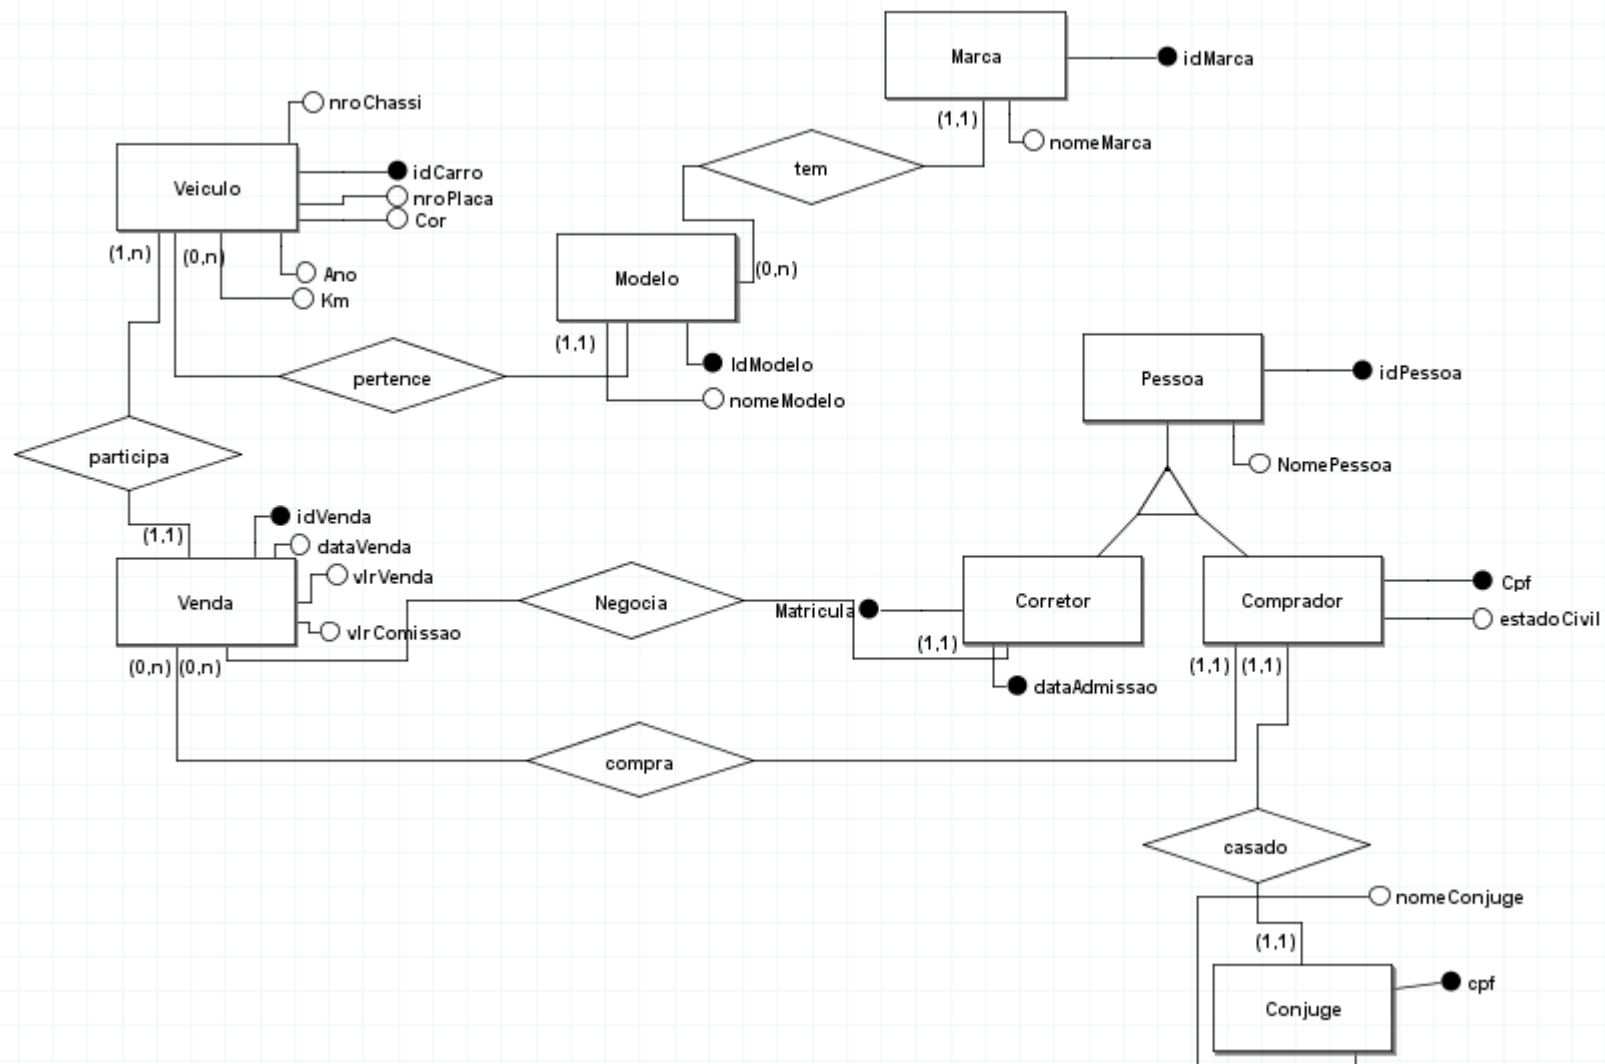 Marca
idMarca
(1,1)
nomeMarca
nroChassi
tem
Veiculo
idCarro
nroPlaca
Cor
(1,n)
(0,n)
Ano
Km
Modelo
(0,n)
(1,1)
IdModelo
nomeModelo
pertence
Pessoa
idPessoa
NomePessoa
participa
(1,1)
idVenda
dataVenda
vlrVenda
Venda
vlrComissao
(0,n)
(0,n)
Negocia
Matricula
Corretor
(1,1)
dataAdmissao
Comprador
Cpf
estadoCivil
(1,1)
(1,1)
compra
casado
nomeConjuge
(1,1)
Conjuge
cpf